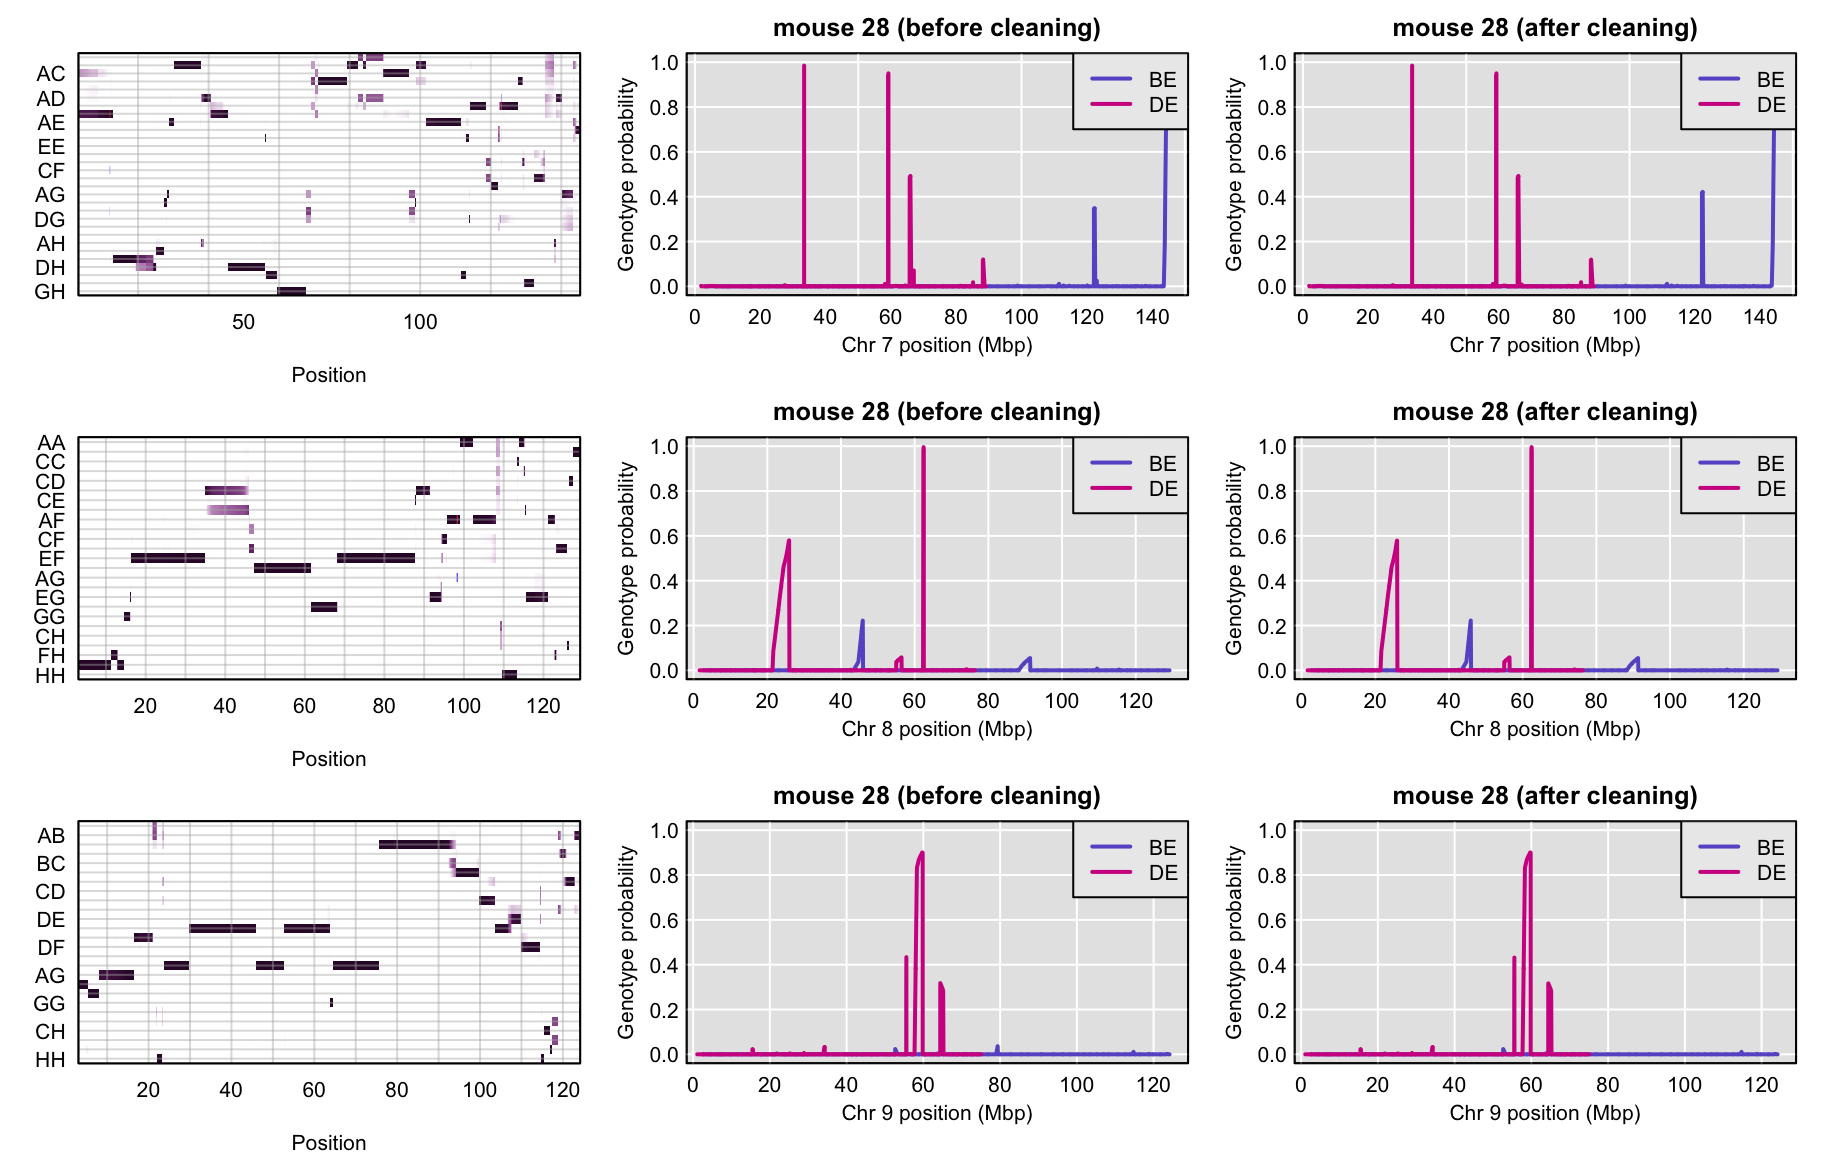 AC
AD
AE
EE
CF
AG
DG
AH
DH
GH
50 100
Position
mouse 28 (before cleaning)
Genotype probability
1.0
0.8
0.6
0.4
0.2
0.0
BE
DE
0 20 40 60 80 100 120 140
Chr 7 position (Mbp)
mouse 28 (after cleaning)
Genotype probability
1.0
0.8
0.6
0.4
0.2
0.0
BE
DE
0 20 40 60 80 100 120 140
Chr 7 position (Mbp)
AA
CC
CD
CE
AF
CF
EF
AG
EG
GG
CH
FH
HH
20 40 60 80 100 120
Position
mouse 28 (before cleaning)
Genotype probability
1.0
0.8
0.6
0.4
0.2
0.0
BE
DE
0 20 40 60 80 100 120
Chr 8 position (Mbp)
mouse 28 (after cleaning)
Genotype probability
1.0
0.8
0.6
0.4
0.2
0.0
BE
DE
0 20 40 60 80 100 120
Chr 8 position (Mbp)
AB
BC
CD
DE
DF
AG
GG
CH
HH
20 40 60 80 100 120
Position
mouse 28 (before cleaning)
Genotype probability
1.0
0.8
0.6
0.4
0.2
0.0
BE
DE
0 20 40 60 80 100 120
Chr 9 position (Mbp)
mouse 28 (after cleaning)
Genotype probability
1.0
0.8
0.6
0.4
0.2
0.0
BE
DE
0 20 40 60 80 100 120
Chr 9 position (Mbp)